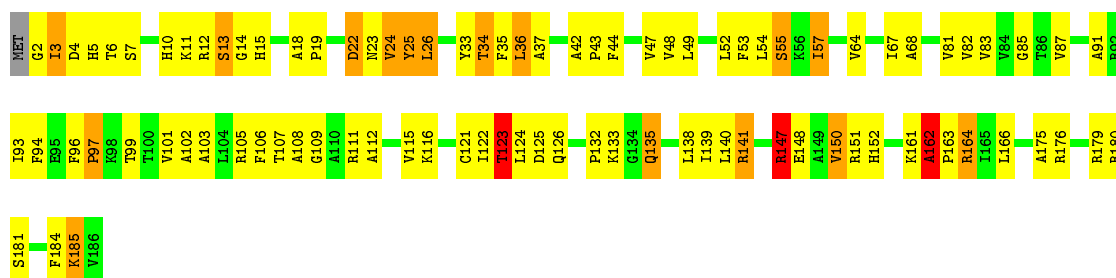 MET G2 I3 D4 H5 T6 S7 H10 K11 R12 S13 G14 H15 A18 P19 D22 N23 V24 Y25 L26 Y33 T34 F35 L36 A37 A42 P43 F44 V47 V48 L49 L52 F53 L54 S55 K56 I57 V64 I67 A68 V81 V82 V83 V84 G85 T86 V87 A91 R92
I93 F94 E95 F96 P97 K98 T99 T100 V101 A102 A103 L104 R105 F106 T107 A108 G109 A110 R111 A112 V115 K116 C121 I122 T123 L124 D125 Q126 P132 K133 G134 Q135 L138 I139 L140 R141 R147 E148 A149 V150 R151 H152 K161 A162 P163 R164 I165 L166 A175 R176 R179
S181 F184 K185 V186